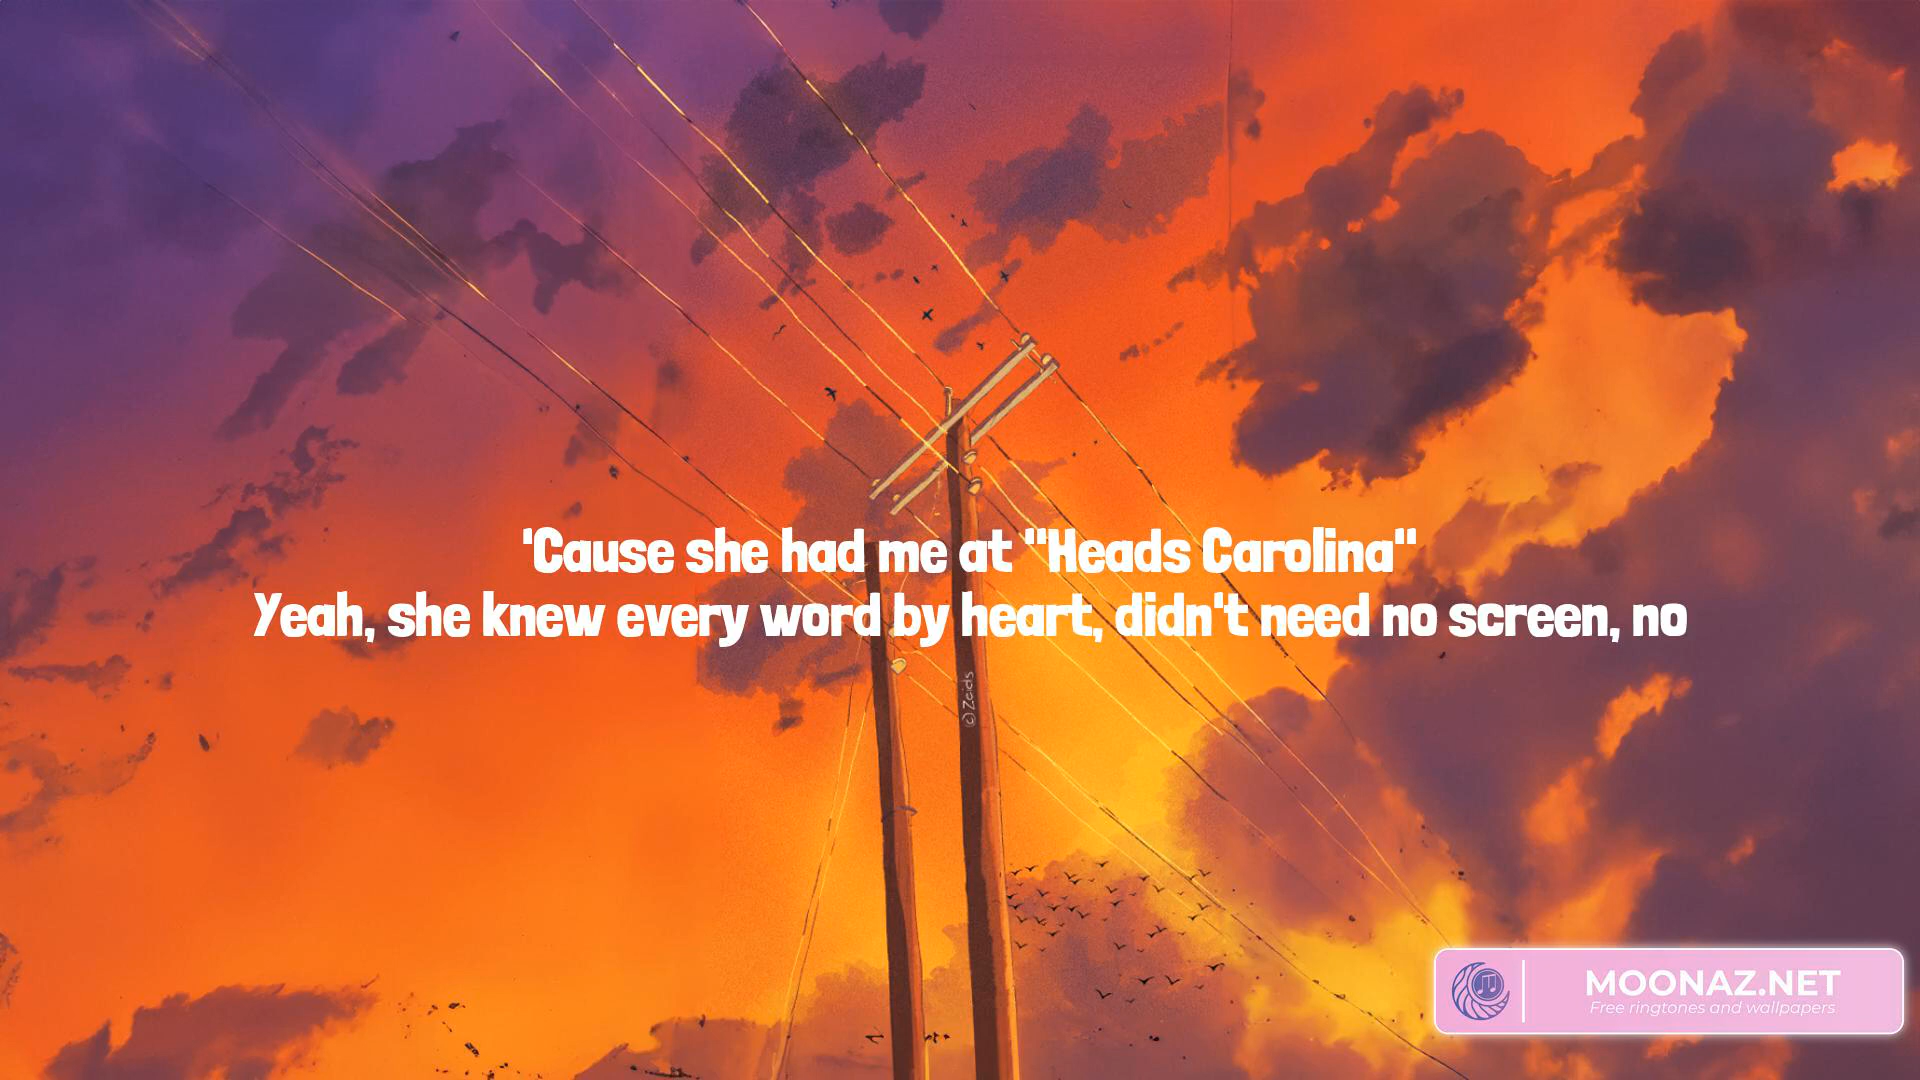 'Cause she had me at "Heads Carolina"
Yeah, she knew every word by heart, didn't need no screen, no
© Zaids
MOONAZ.NET
Free ringtones and wallpapers